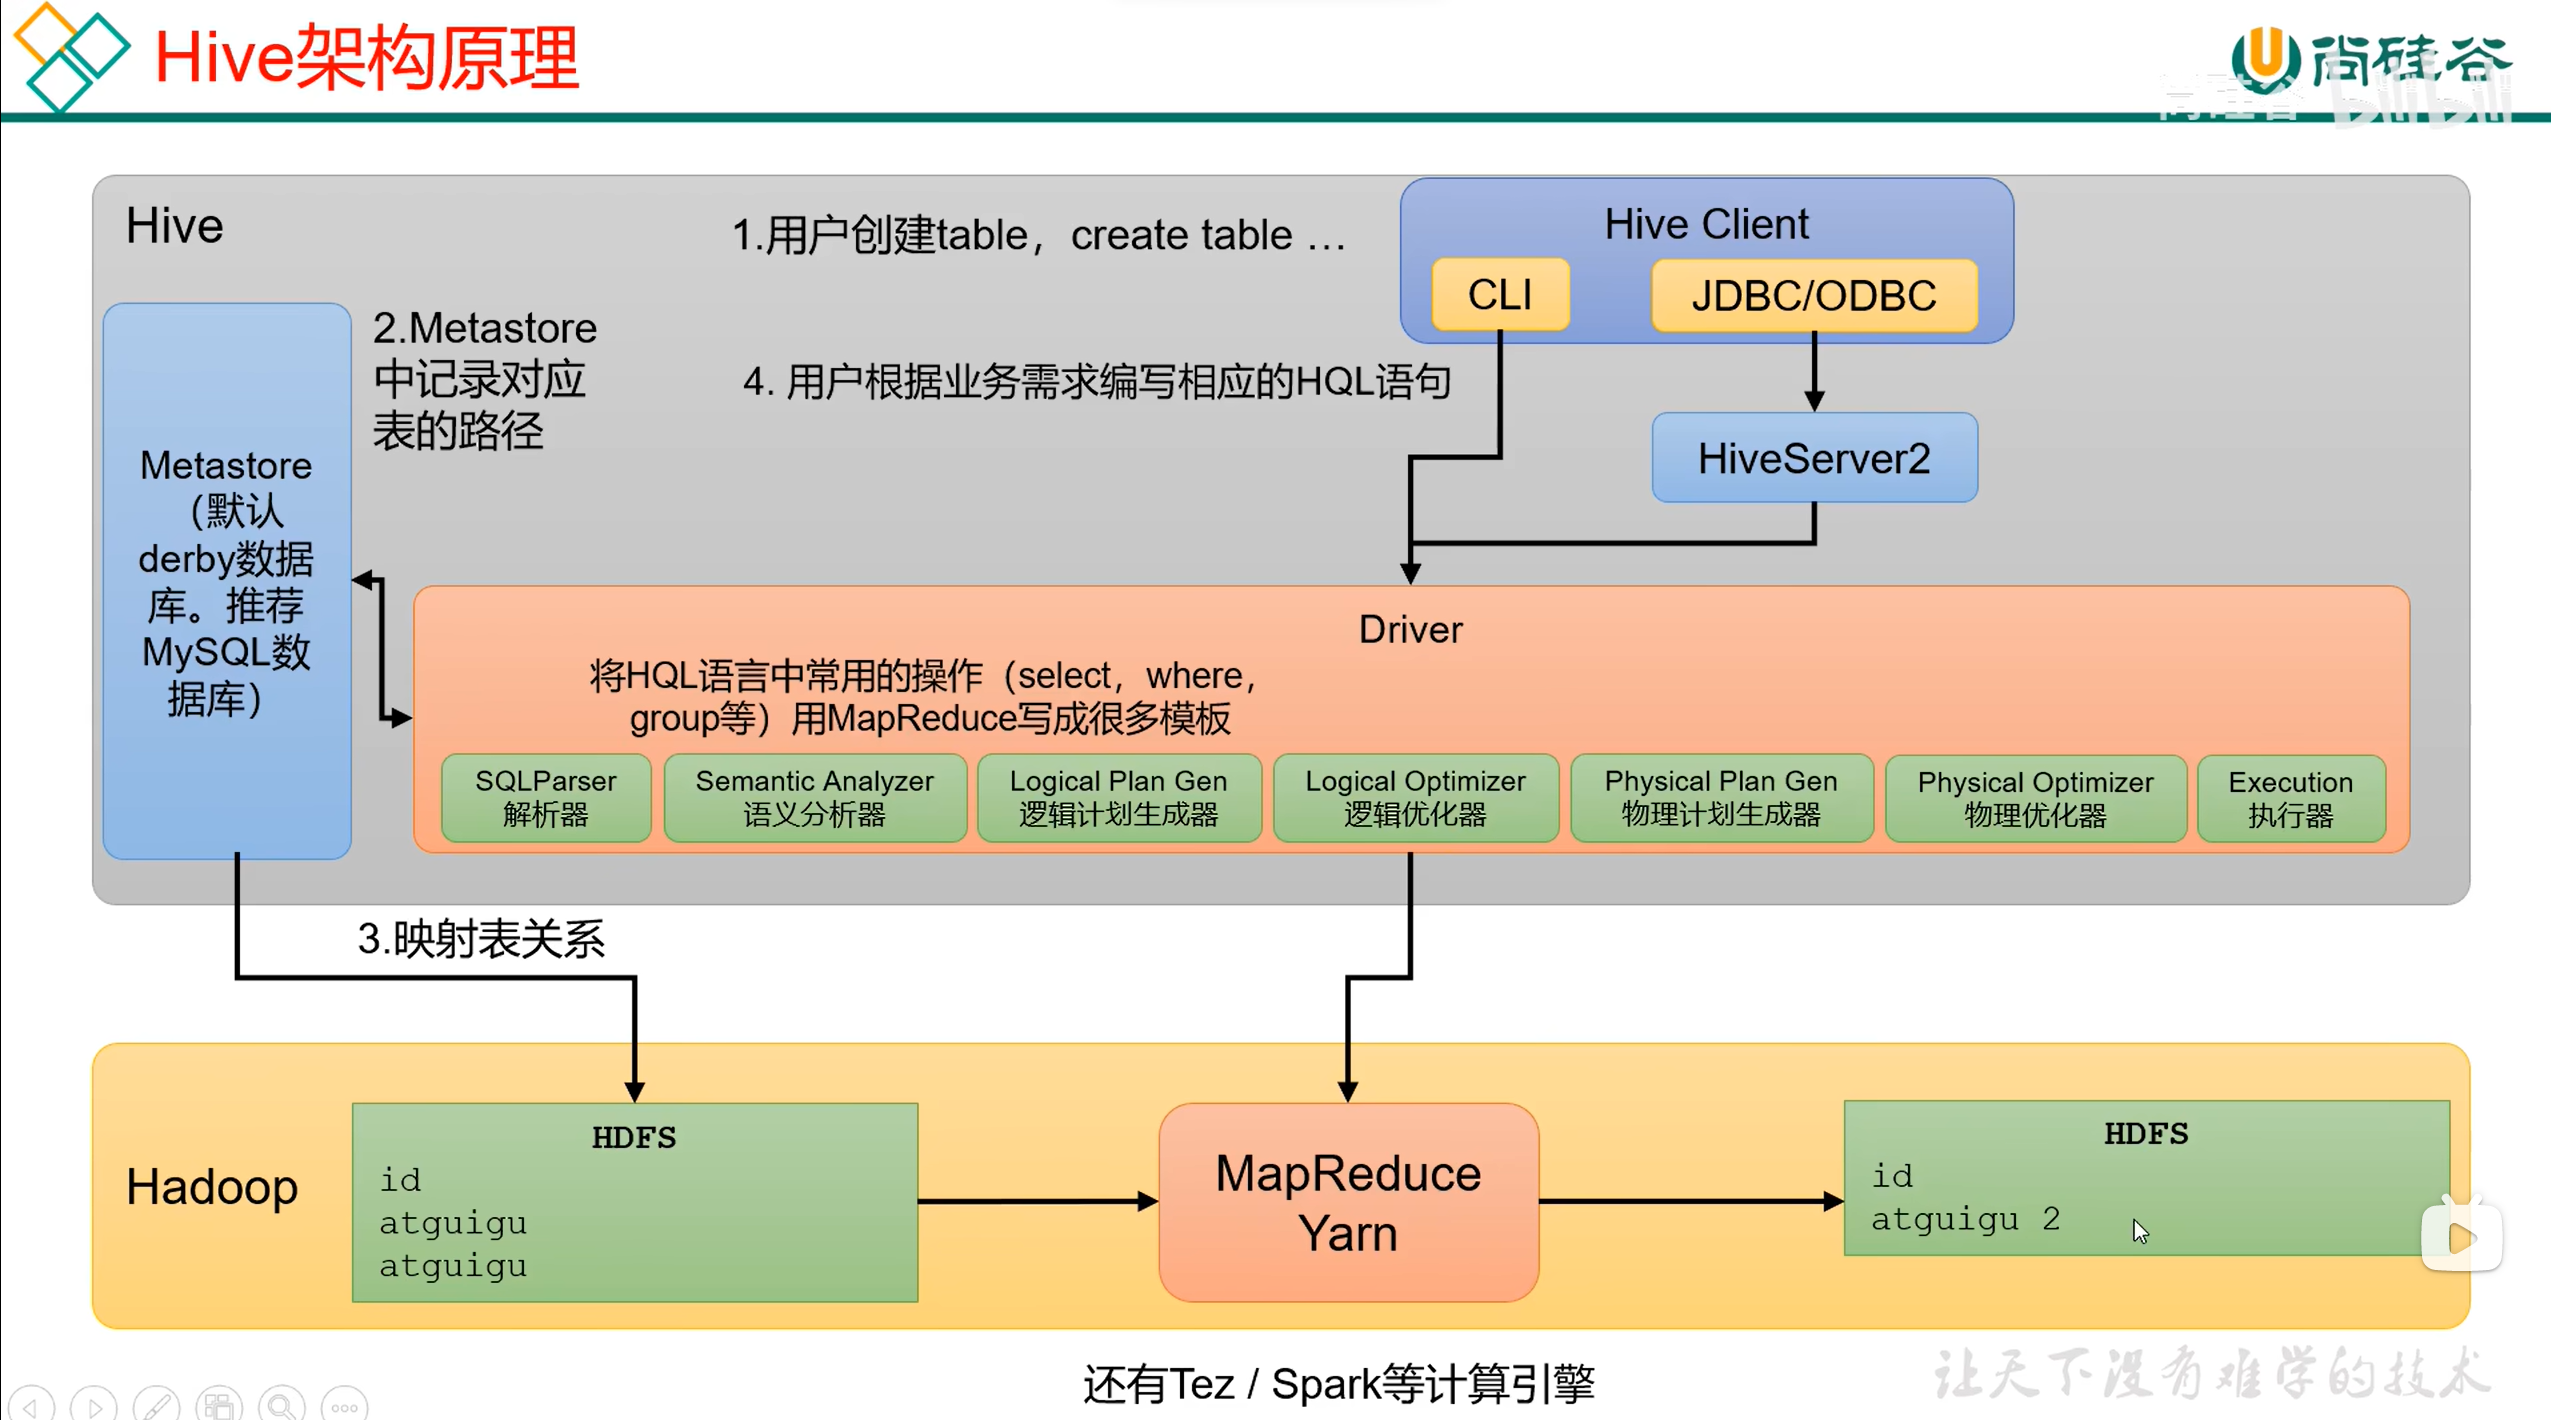 Hive架构原理
尚硅谷
尚硅谷 bilibili
Hive
1.用户创建table，create table …
Hive Client
CLI
JDBC/ODBC
2.Metastore
中记录对应
表的路径
4. 用户根据业务需求编写相应的HQL语句
HiveServer2
Metastore
（默认
derby数据
库。推荐
MySQL数
据库）
Driver
将HQL语言中常用的操作（select，where，
group等）用MapReduce写成很多模板
SQLParser
解析器
Semantic Analyzer
语义分析器
Logical Plan Gen
逻辑计划生成器
Logical Optimizer
逻辑优化器
Physical Plan Gen
物理计划生成器
Physical Optimizer
物理优化器
Execution
执行器
3.映射表关系
Hadoop
HDFS
id
atguigu
atguigu
MapReduce
Yarn
HDFS
id
atguigu 2
还有Tez / Spark等计算引擎
让天下没有难学的技术